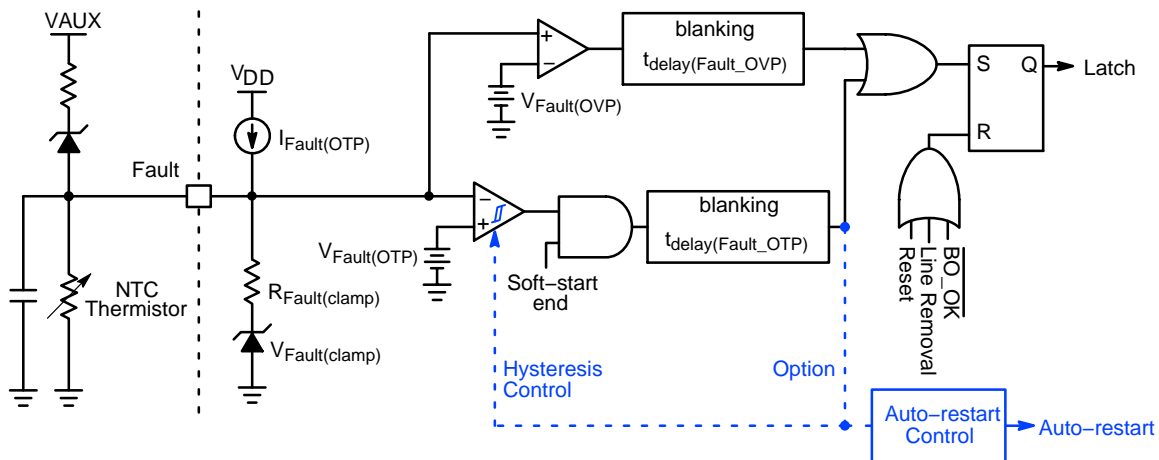 VAUX
blanking
tdelay(Fault_OVP)
VDD
VFault(OVP)
IFault(OTP)
Fault
S
Q
Latch
R
blanking
tdelay(Fault_OTP)
VFault(OTP)
Soft−start
end
NTC
Thermistor
RFault(clamp)
VFault(clamp)
Reset
Line Removal
BO_OK
Hysteresis
Control
Option
Auto−restart
Control
Auto−restart
+
−
−
+